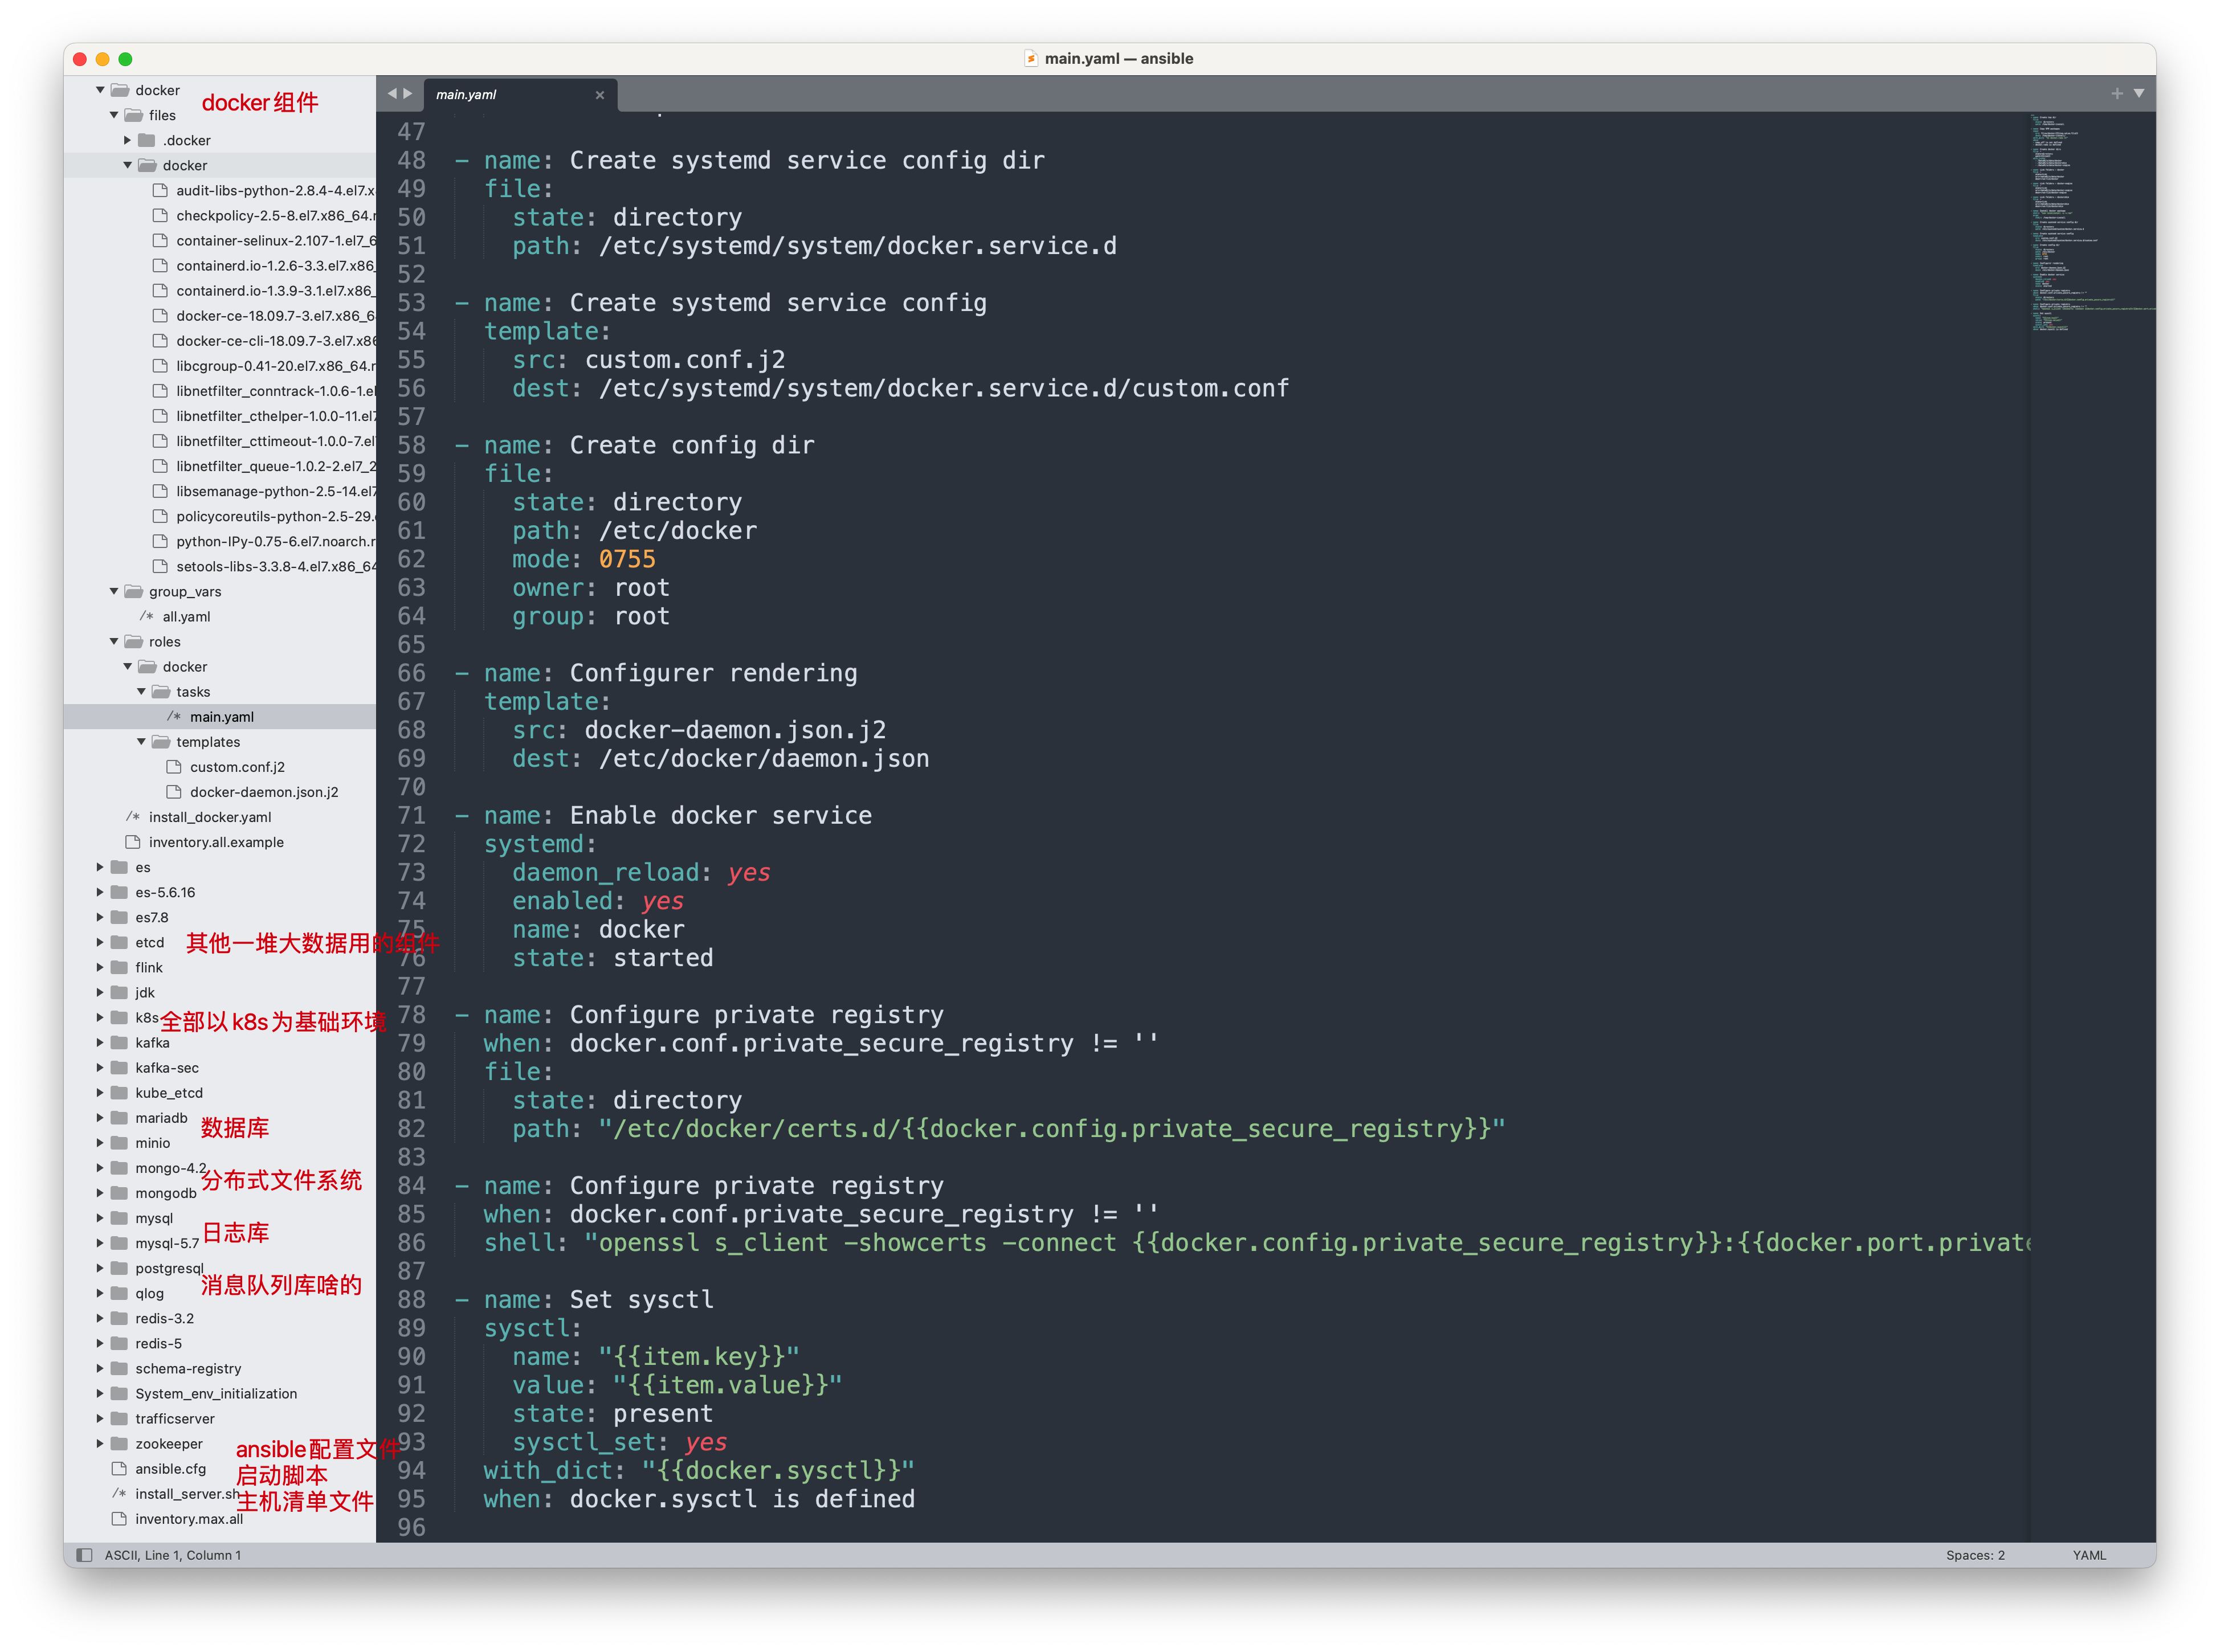 main.yaml — ansible
docker
docker组件
files
.docker
docker
audit-libs-python-2.8.4-4.el7.x
checkpolicy-2.5-8.el7.x86_64.r
container-selinux-2.107-1.el7_6
containerd.io-1.2.6-3.3.el7.x86_
containerd.io-1.3.9-3.1.el7.x86_
docker-ce-18.09.7-3.el7.x86_6
docker-ce-cli-18.09.7-3.el7.x86
libcgroup-0.41-20.el7.x86_64.r
libnetfilter_conntrack-1.0.6-1.el
libnetfilter_cthelper-1.0.0-11.el7
libnetfilter_cttimeout-1.0.0-7.el
libnetfilter_queue-1.0.2-2.el7_2
libsemanage-python-2.5-14.el7
policycoreutils-python-2.5-29.
python-IPy-0.75-6.el7.noarch.r
setools-libs-3.3.8-4.el7.x86_64
group_vars
/* all.yaml
roles
docker
tasks
/* main.yaml
templates
custom.conf.j2
docker-daemon.json.j2
/* install_docker.yaml
inventory.all.example
es
es-5.6.16
es7.8
etcd 其他一堆大数据用的组件
flink
jdk
k8s 全部以k8s为基础环境
kafka
kafka-sec
kube_etcd
mariadb
数据库
minio
mongo-4.2
分布式文件系统
mongodb
mysql
日志库
mysql-5.7
postgresql
消息队列库啥的
qlog
redis-3.2
redis-5
schema-registry
System_env_initialization
trafficserver
zookeeper
ansible配置文件
ansible.cfg
启动脚本
/* install_server.sh
主机清单文件
inventory.max.all
main.yaml
47
48 - name: Create systemd service config dir
49 file:
50 state: directory
51 path: /etc/systemd/system/docker.service.d
52
53 - name: Create systemd service config
54 template:
55 src: custom.conf.j2
56 dest: /etc/systemd/system/docker.service.d/custom.conf
57
58 - name: Create config dir
59 file:
60 state: directory
61 path: /etc/docker
62 mode: 0755
63 owner: root
64 group: root
65
66 - name: Configurer rendering
67 template:
68 src: docker-daemon.json.j2
69 dest: /etc/docker/daemon.json
70
71 - name: Enable docker service
72 systemd:
73 daemon_reload: yes
74 enabled: yes
75 name: docker
76 state: started
77
78 - name: Configure private registry
79 when: docker.conf.private_secure_registry != ''
80 file:
81 state: directory
82 path: "/etc/docker/certs.d/{{docker.config.private_secure_registry}}"
83
84 - name: Configure private registry
85 when: docker.conf.private_secure_registry != ''
86 shell: "openssl s_client -showcerts -connect {{docker.config.private_secure_registry}}:{{docker.port.private
87
88 - name: Set sysctl
89 sysctl:
90 name: "{{item.key}}"
91 value: "{{item.value}}"
92 state: present
93 sysctl_set: yes
94 with_dict: "{{docker.sysctl}}"
95 when: docker.sysctl is defined
96
ASCII, Line 1, Column 1
Spaces: 2
YAML